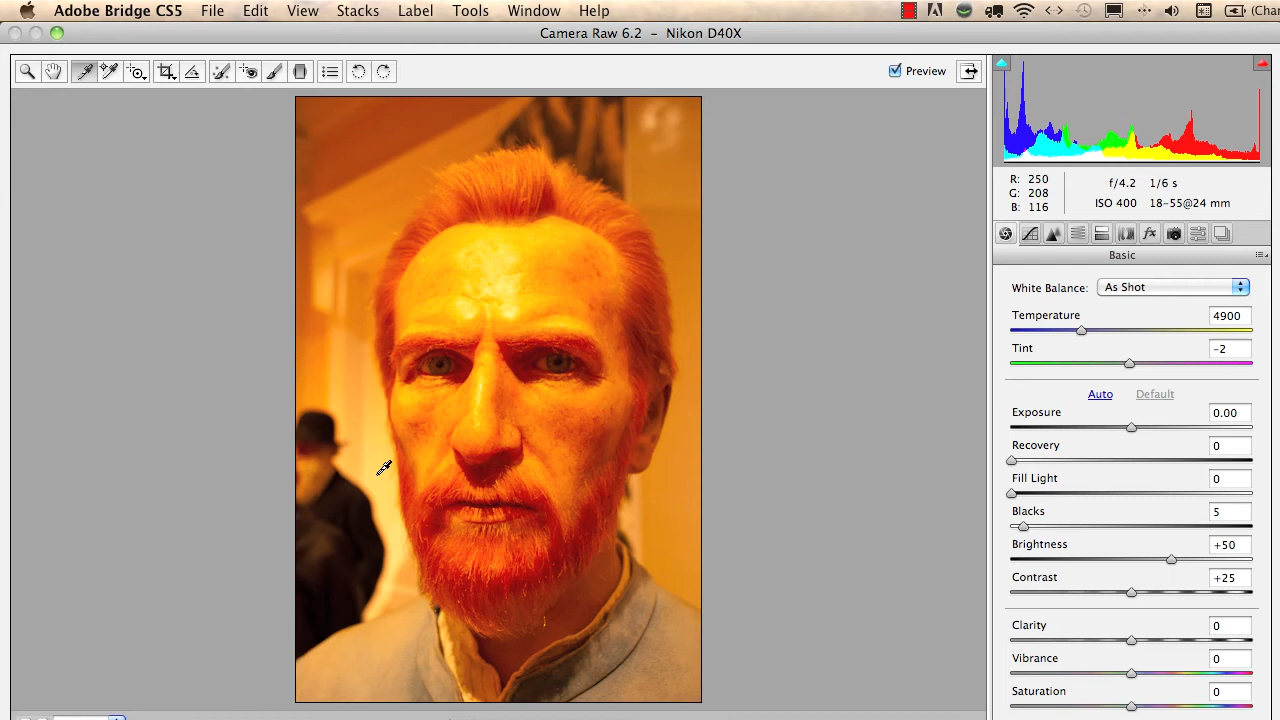 Adobe Bridge CS5 File Edit View Stacks Label Tools Window Help
Camera Raw 6.2 – Nikon D40X
Preview
R: 250
G: 208
B: 116
f/4.2 1/6 s
ISO 400 18-55@24 mm
fx
Basic
White Balance: As Shot
Temperature 4900
Tint -2
Auto Default
Exposure 0.00
Recovery 0
Fill Light 0
Blacks 5
Brightness +50
Contrast +25
Clarity 0
Vibrance 0
Saturation 0